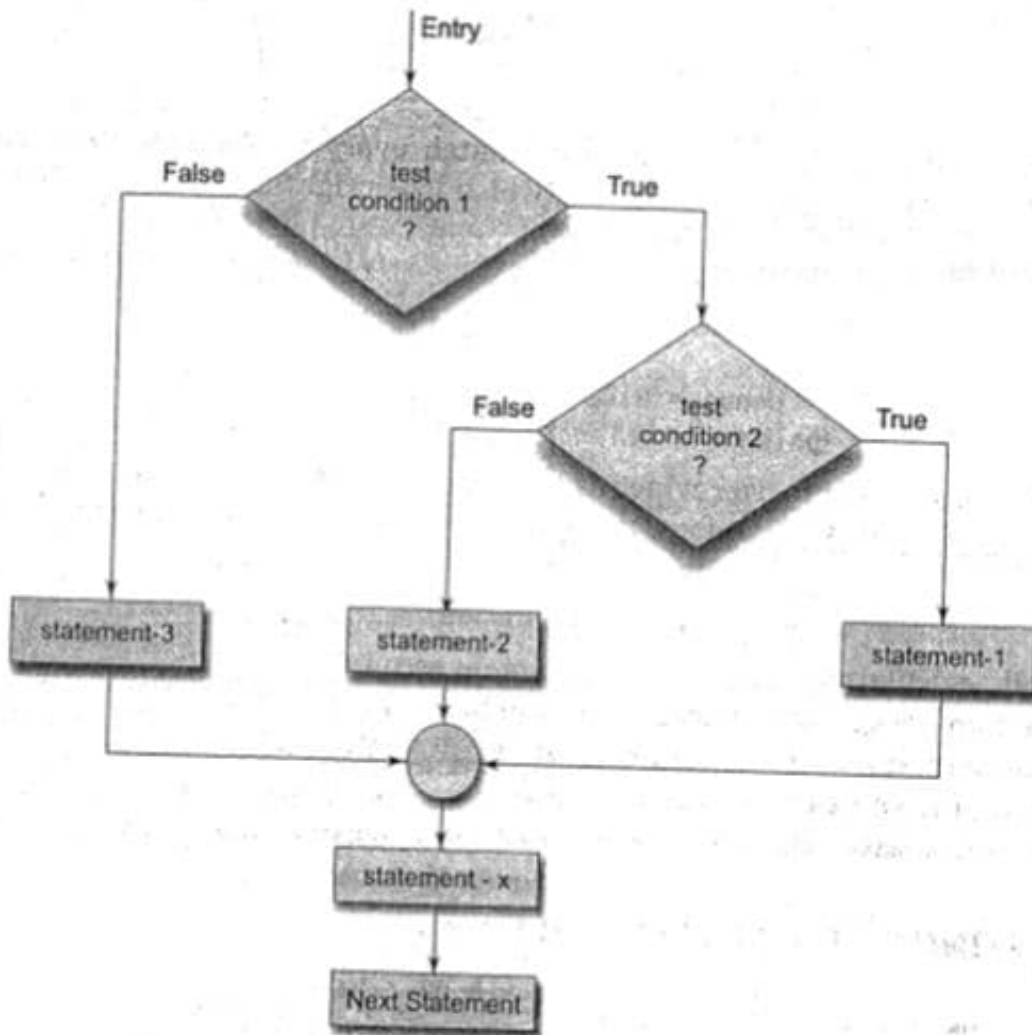 Entry
test
condition 1
?
False
True
test
condition 2
?
False
True
statement-3
statement-2
statement-1
statement - x
Next Statement